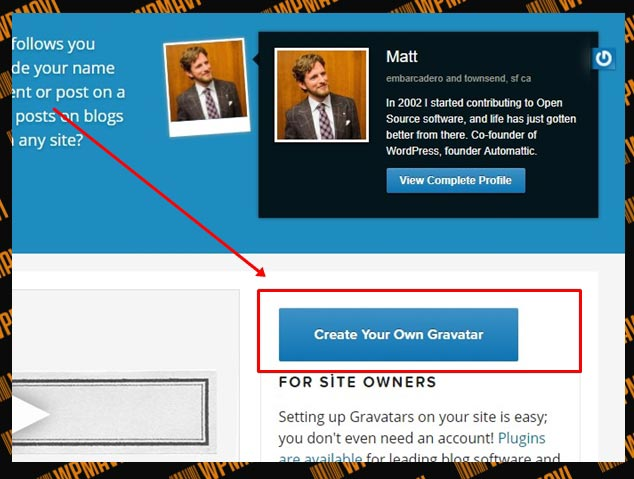 WPMAVI
follows you
de your name
ent or post on a
posts on blogs
any site?
Matt
embarcadero and townsend, sf ca
In 2002 I started contributing to Open
Source software, and life has just gotten
better from there. Co-founder of
WordPress, founder Automattic.
View Complete Profile
Create Your Own Gravatar
FOR SİTE OWNERS
Setting up Gravatars on your site is easy;
you don't even need an account! Plugins
are available for leading blog software and